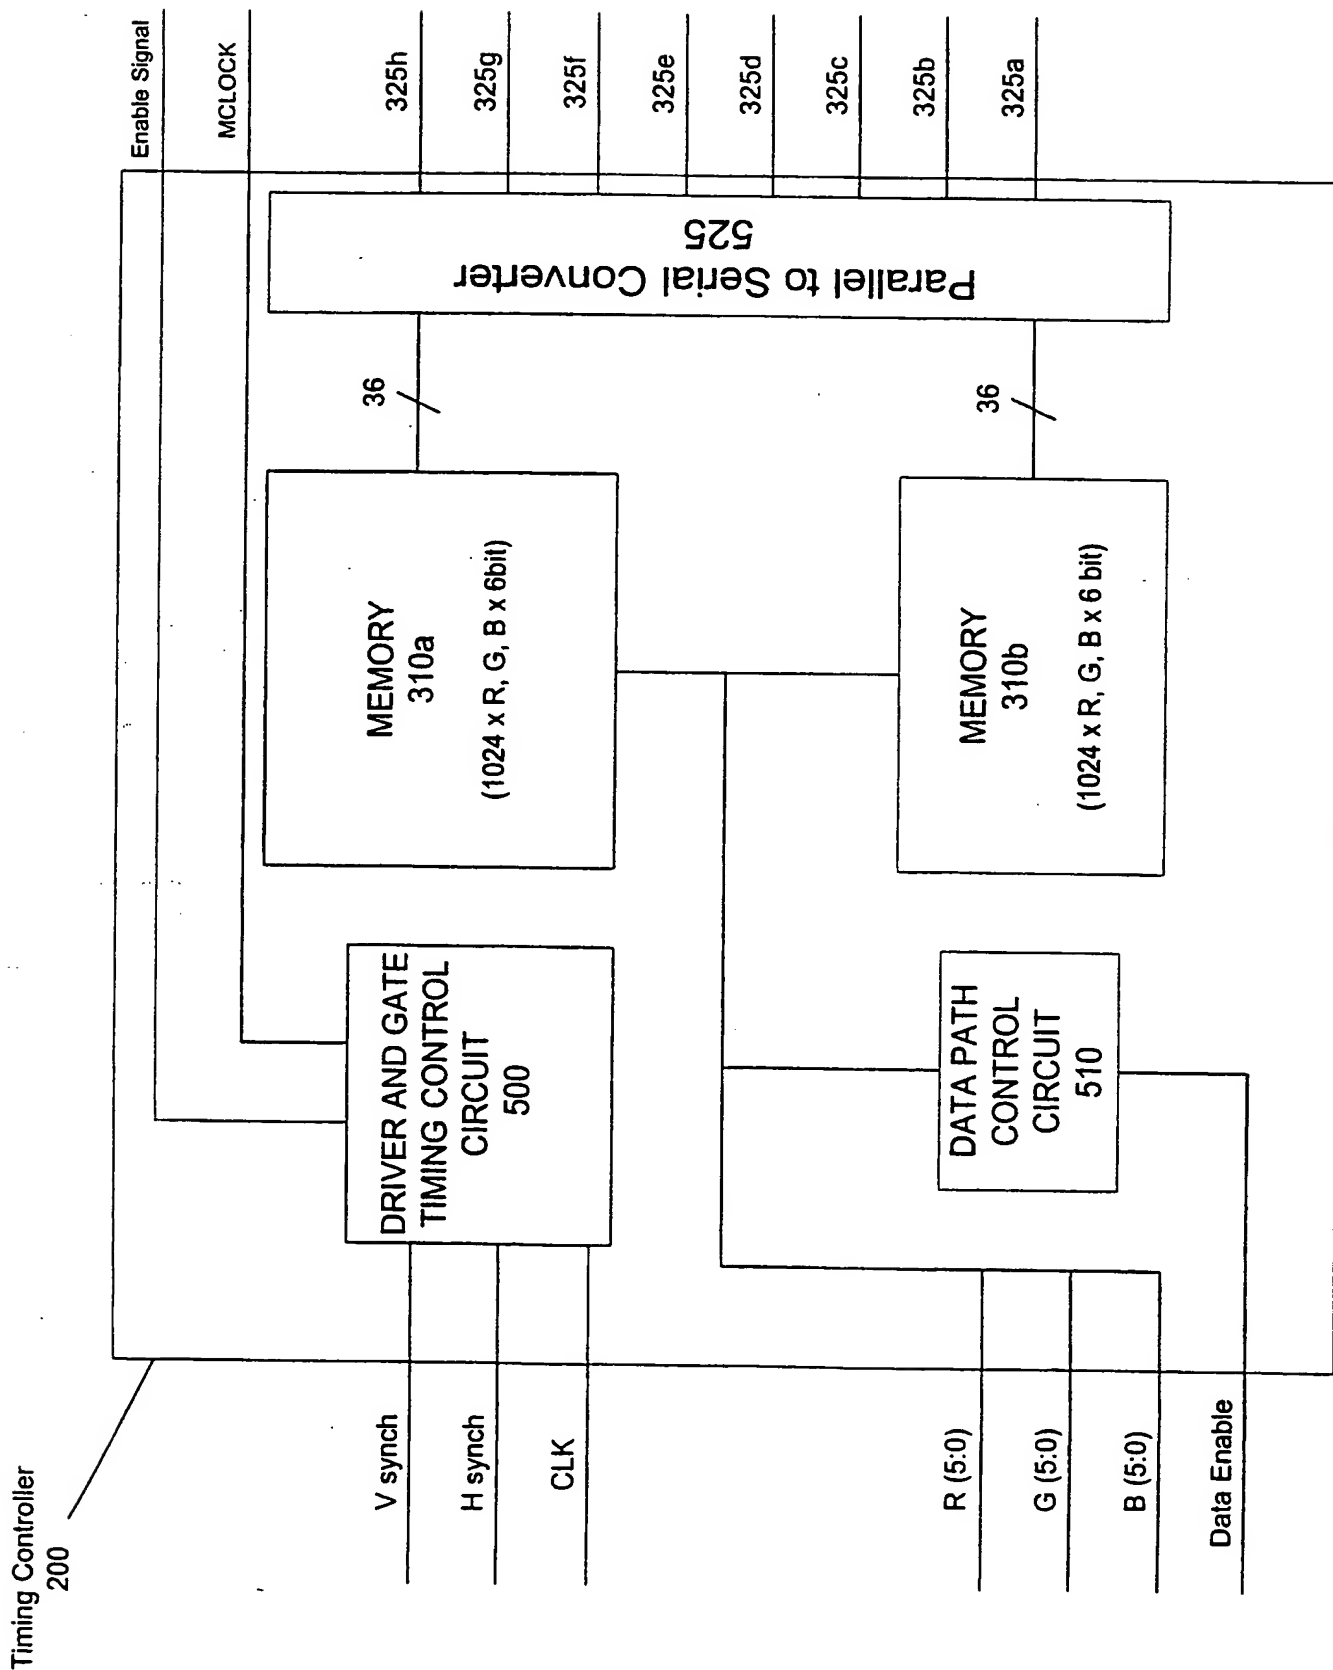 Timing Controller
200
V synch
H synch
CLK
R (5:0)
G (5:0)
B (5:0)
Data Enable
DRIVER AND GATE
TIMING CONTROL
CIRCUIT
500
DATA PATH
CONTROL
CIRCUIT
510
MEMORY
310a
(1024 x R, G, B x 6bit)
MEMORY
310b
(1024 x R, G, B x 6 bit)
36
36
Parallel to Serial Converter
525
Enable Signal
MCLOCK
325h
325g
325f
325e
325d
325c
325b
325a